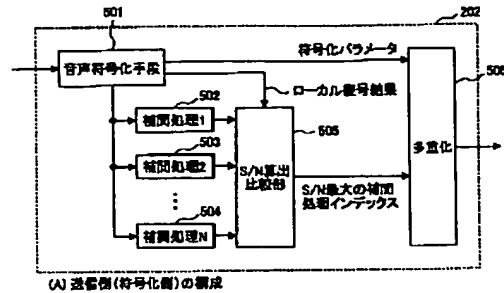 501
202
音声符号化手段
符号化パラメータ
506
ローカル復号結果
502
補間処理1
503
505
補間処理2
S/N算出
比較部
多重化
S/N最大の補間
処理インデックス
504
補間処理N
(A) 送信側(符号化側)の構成